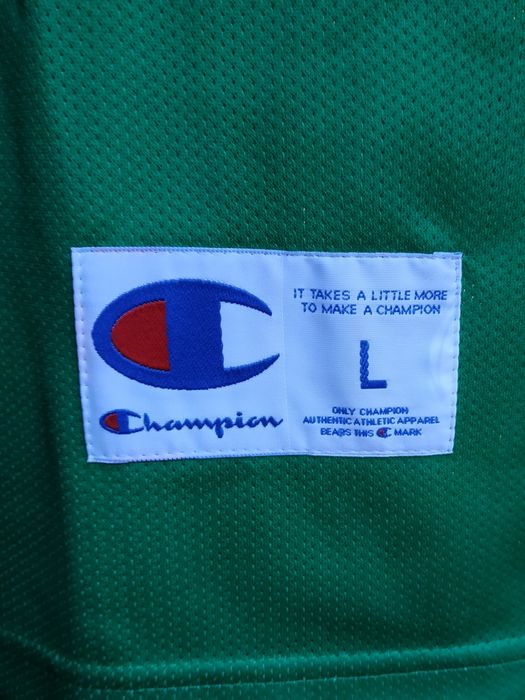 Champion
IT TAKES A LITTLE MORE
TO MAKE A CHAMPION
L
ONLY CHAMPION
AUTHENTIC ATHLETIC APPAREL
BEARS THIS C MARK